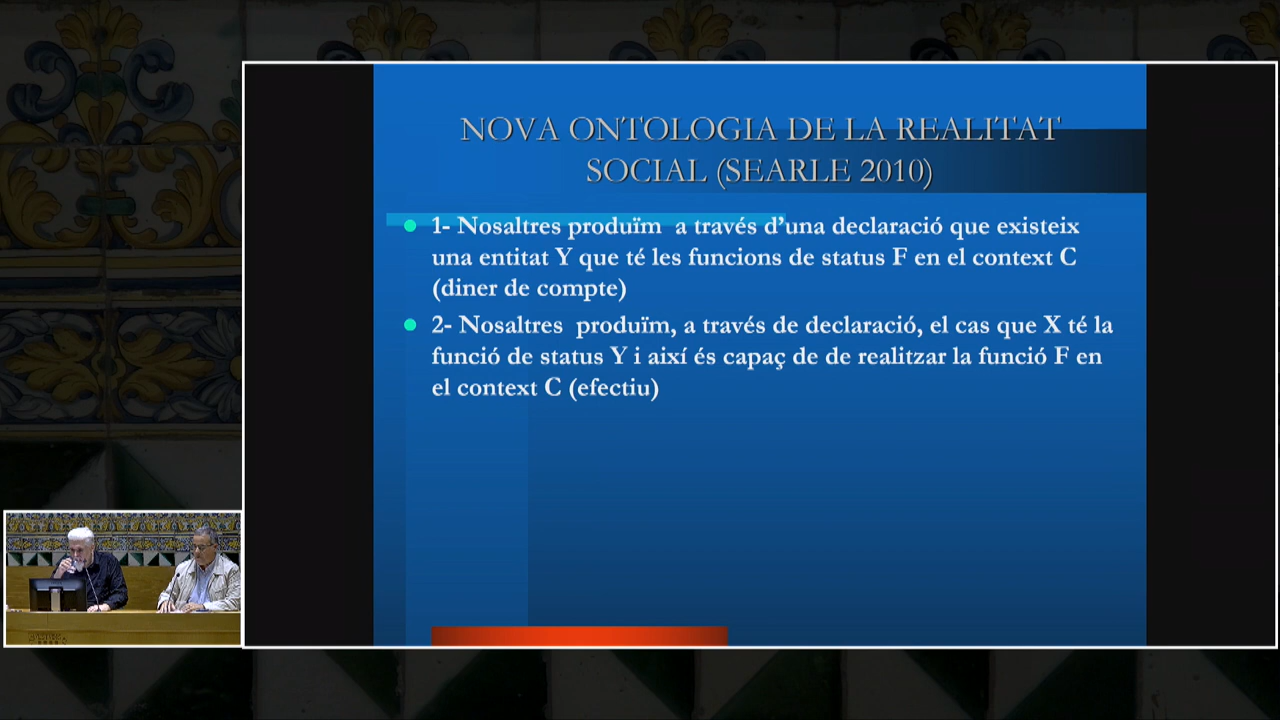 NOVA ONTOLOGIA DE LA REALITAT
SOCIAL (SEARLE 2010)
1- Nosaltres produïm a través d’una declaració que existeix
una entitat Y que té les funcions de status F en el context C
(diner de compte)
2- Nosaltres produïm, a través de declaració, el cas que X té la
funció de status Y i així és capaç de de realitzar la funció F en
el context C (efectiu)